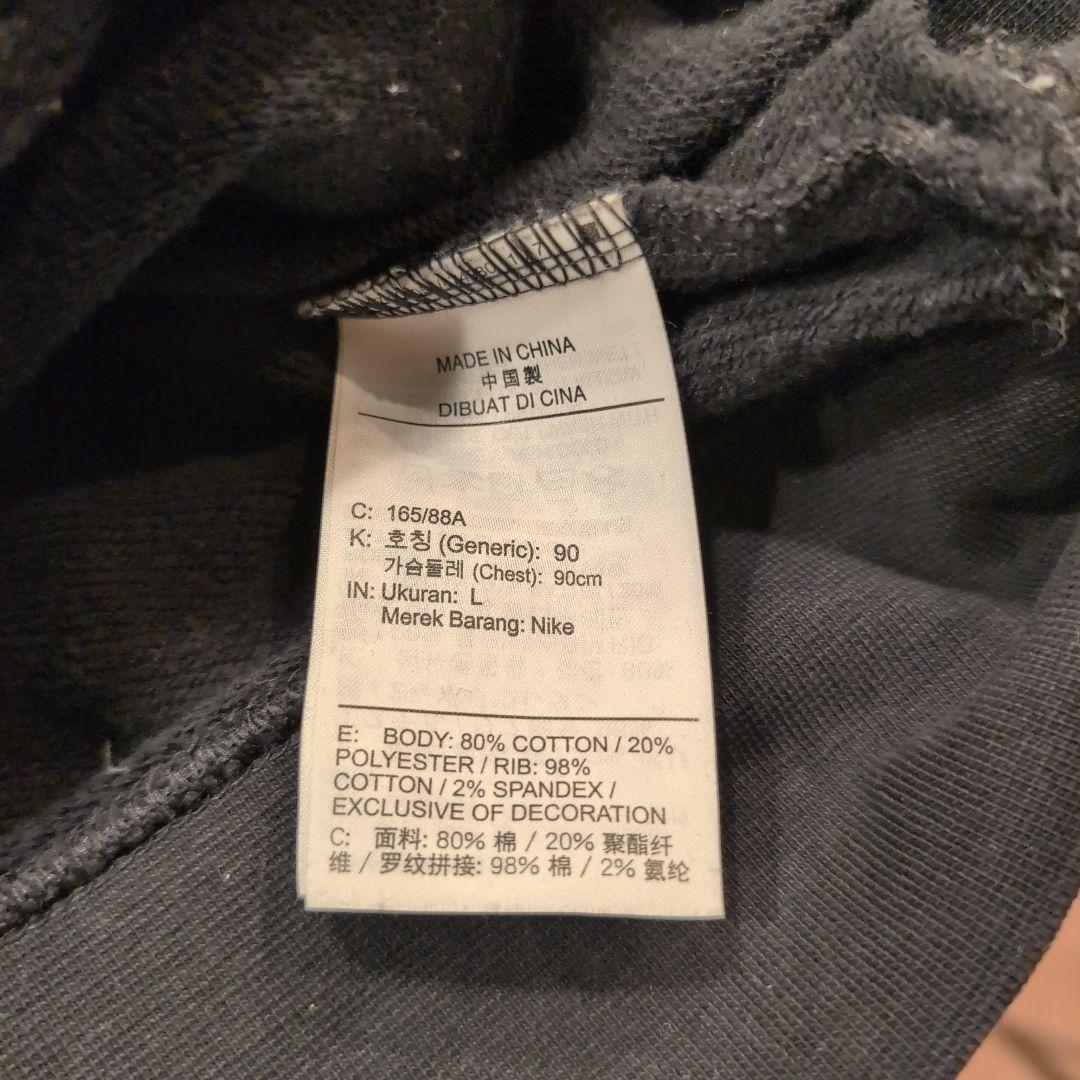 MADE IN CHINA
中国製
DIBUAT DI CINA
C: 165/88A
K: 호칭 (Generic): 90
가슴둘레 (Chest): 90cm
IN: Ukuran: L
Merek Barang: Nike
E: BODY: 80% COTTON / 20%
POLYESTER / RIB: 98%
COTTON / 2% SPANDEX /
EXCLUSIVE OF DECORATION
C: 面料: 80% 棉 / 20% 聚酯纤
维 / 罗纹拼接: 98% 棉 / 2% 氨纶